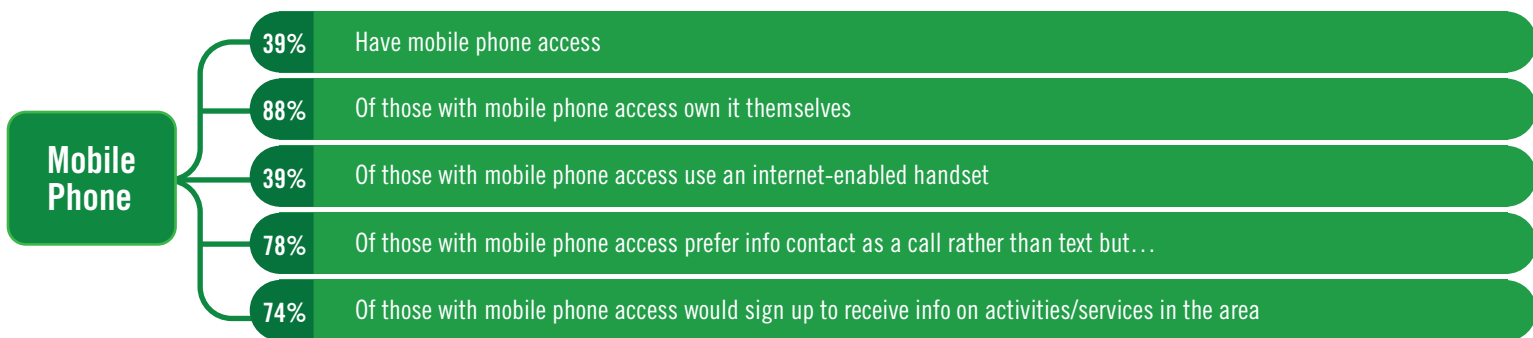 Mobile
Phone
39% Have mobile phone access
88% Of those with mobile phone access own it themselves
39% Of those with mobile phone access use an internet-enabled handset
78% Of those with mobile phone access prefer info contact as a call rather than text but…
74% Of those with mobile phone access would sign up to receive info on activities/services in the area